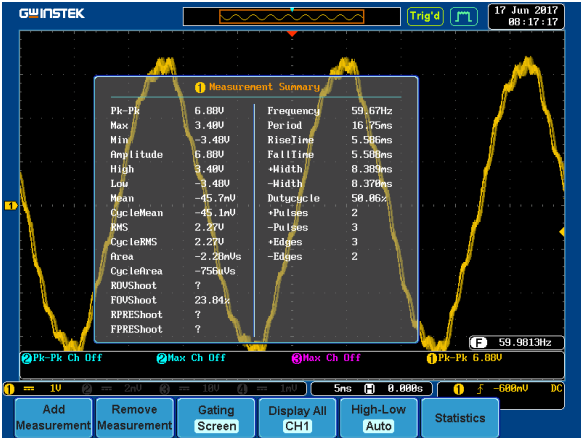 GWINSTEK
Trig'd
17 Jun 2017
08:17:17
1 Measurement Summary
Pk-Pk 6.88V Frequency 59.67Hz
Max 3.40V Period 16.75ms
Min -3.48V RiseTime 5.586ms
Amplitude 6.88V FallTime 5.588ms
High 3.40V +Width 8.389ms
Low -3.48V -Width 8.370ms
Mean -45.7mV Dutycycle 50.06%
CycleMean -45.1mV +Pulses 2
RMS 2.27V -Pulses 3
CycleRMS 2.27V +Edges 3
Area -2.28mVs -Edges 2
CycleArea -756uVs
ROVShoot ?
FOVShoot 23.84%
RPREShoot ?
FPREShoot ?
1
F 59.9813Hz
2 Pk-Pk Ch Off 2 Max Ch Off 3 Max Ch Off 1 Pk-Pk 6.88V
1 1V 2 2mV 3 10V 4 1mV 5ms H 0.000s 1 -600mV DC
Add Measurement
Remove Measurement
Gating
Screen
Display All
CH1
High-Low
Auto
Statistics